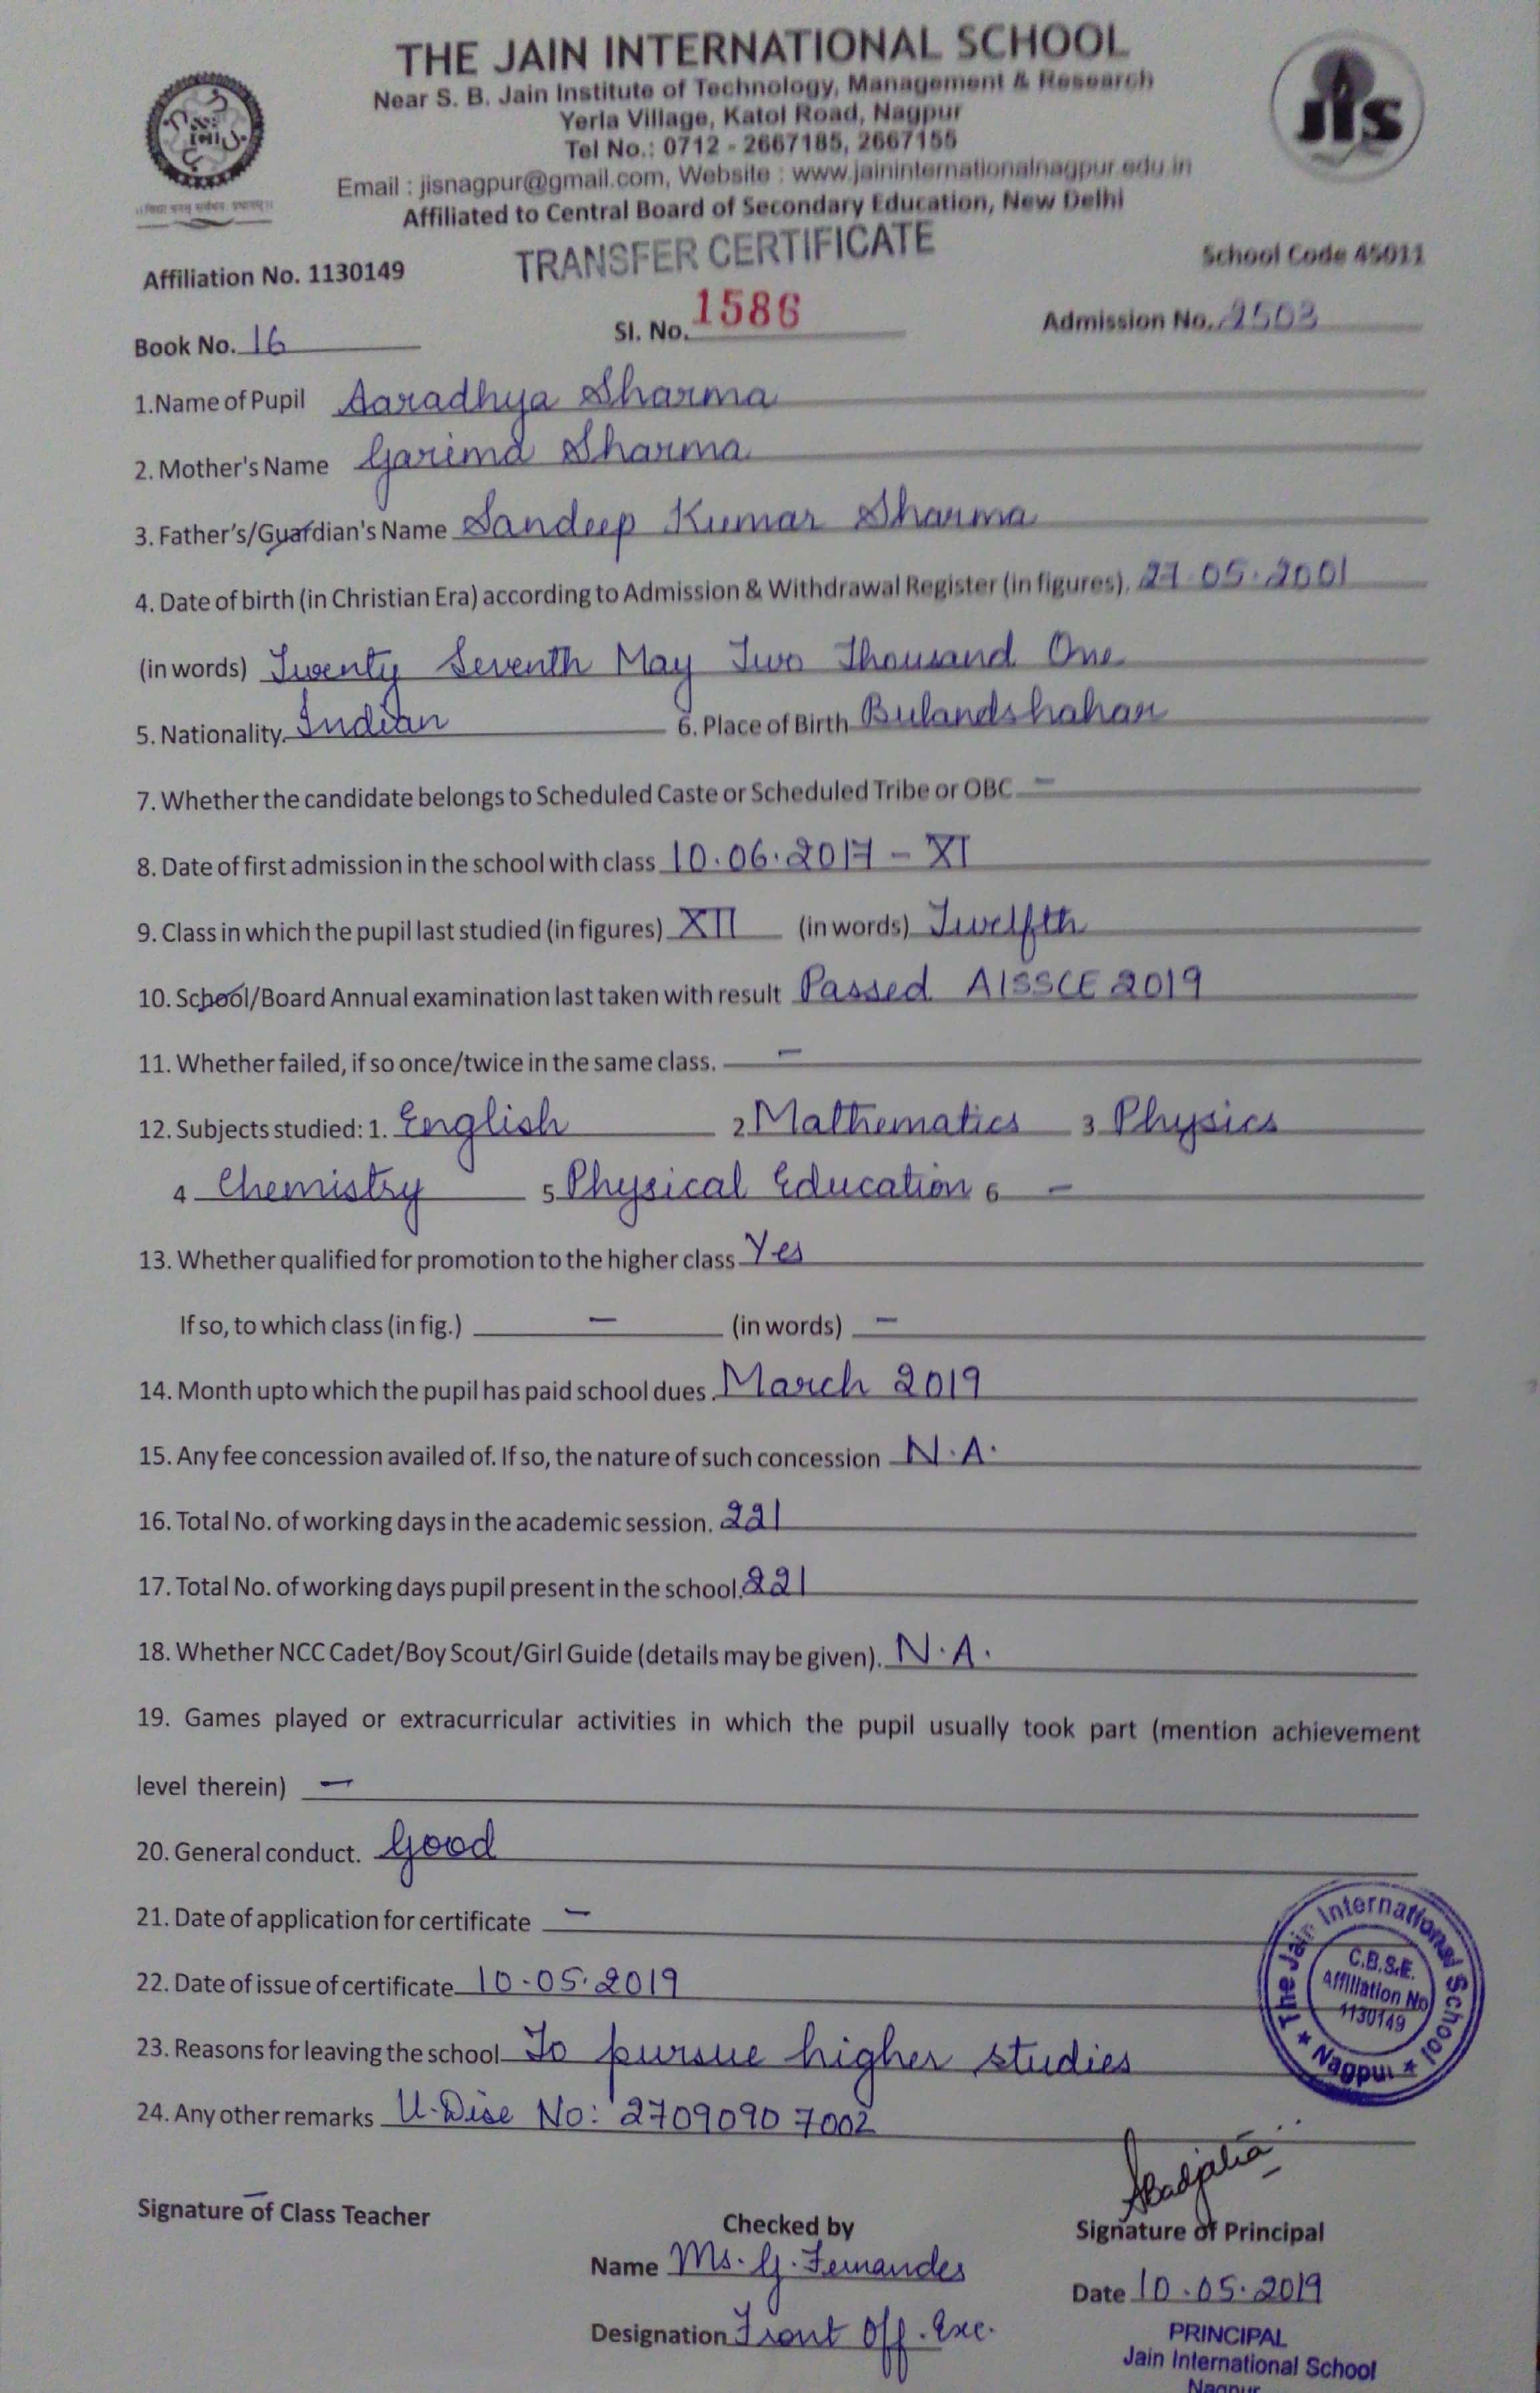 THE JAIN INTERNATIONAL SCHOOL
Near S. B. Jain Institute of Technology, Management & Research
Yerla Village, Katol Road, Nagpur
Tel No.: 0712 - 2667185, 2667155
Email : jisnagpur@gmail.com, Website : www.jaininternationalnagpur.edu.in
Affiliated to Central Board of Secondary Education, New Delhi
jis
TRANSFER CERTIFICATE
Affiliation No. 1130149 School Code 45011
Book No. 16 Sl. No. 1586 Admission No. 2503
1.Name of Pupil Aaradhya Sharma
2. Mother's Name Garima Sharma
3. Father's/Guardian's Name Sandeep Kumar Sharma
4. Date of birth (in Christian Era) according to Admission & Withdrawal Register (in figures). 27.05.2001
(in words) Twenty Seventh May Two Thousand One
5. Nationality. Indian 6. Place of Birth Bulandshahar
7. Whether the candidate belongs to Scheduled Caste or Scheduled Tribe or OBC –
8. Date of first admission in the school with class 10.06.2017 – XI
9. Class in which the pupil last studied (in figures) XII (in words) Twelfth
10. School/Board Annual examination last taken with result Passed AISSCE 2019
11. Whether failed, if so once/twice in the same class. –
12. Subjects studied: 1. English 2 Mathematics 3 Physics
4 Chemistry 5 Physical Education 6 –
13. Whether qualified for promotion to the higher class Yes
If so, to which class (in fig.) – (in words) –
14. Month upto which the pupil has paid school dues. March 2019
15. Any fee concession availed of. If so, the nature of such concession N.A.
16. Total No. of working days in the academic session. 221
17. Total No. of working days pupil present in the school. 221
18. Whether NCC Cadet/Boy Scout/Girl Guide (details may be given). N.A.
19. Games played or extracurricular activities in which the pupil usually took part (mention achievement
level therein) –
20. General conduct. Good
21. Date of application for certificate –
22. Date of issue of certificate 10-05.2019
23. Reasons for leaving the school To pursue higher studies
24. Any other remarks U-Dise No: 27090907002
The Jain International School
C.B.S.E.
Affiliation No
1130149
★ Nagpur ★
Signature of Class Teacher
Checked by
Signature of Principal
Name Ms. G. Fernandes
Date 10.05.2019
Designation Front Off. Exc.
PRINCIPAL
Jain International School
Nagpur